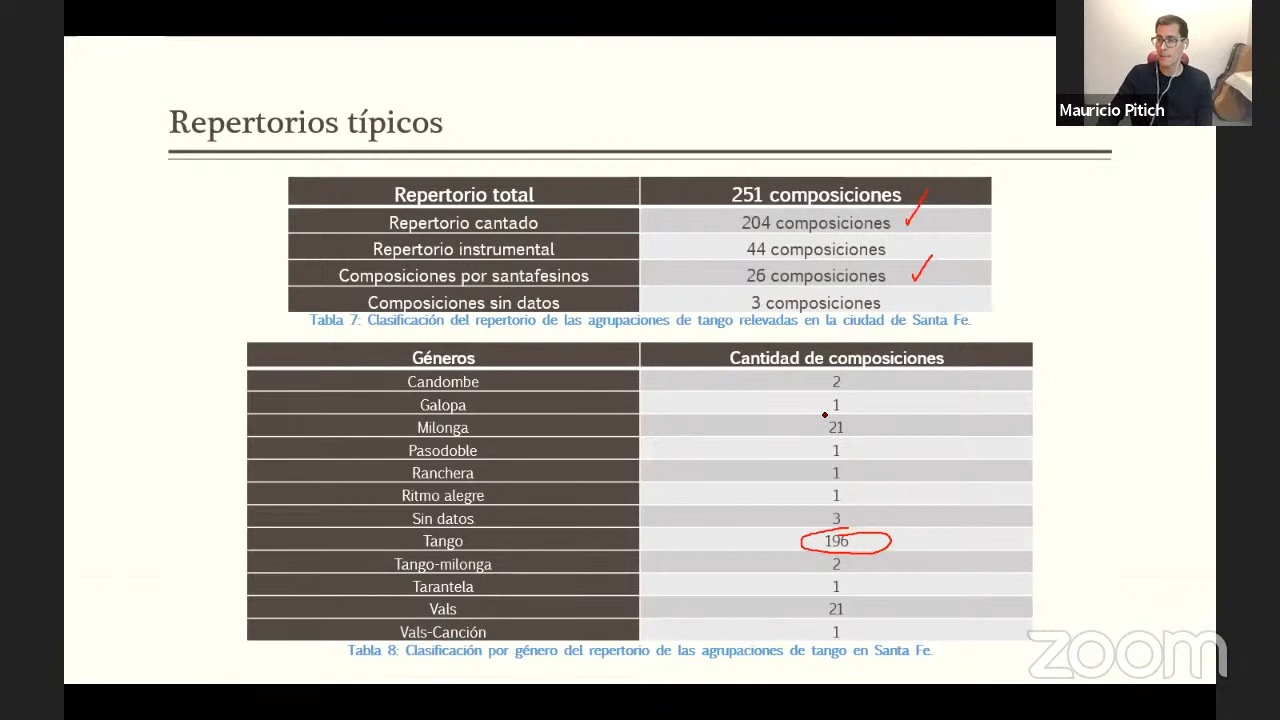 Mauricio Pitich
Repertorios típicos
Repertorio total 251 composiciones
Repertorio cantado 204 composiciones
Repertorio instrumental 44 composiciones
Composiciones por santafesinos 26 composiciones
Composiciones sin datos 3 composiciones
Tabla 7: Clasificación del repertorio de las agrupaciones de tango relevadas en la ciudad de Santa Fe.
Géneros Cantidad de composiciones
Candombe 2
Galopa 1
Milonga 21
Pasodoble 1
Ranchera 1
Ritmo alegre 1
Sin datos 3
Tango 196
Tango-milonga 2
Tarantela 1
Vals 21
Vals-Canción 1
Tabla 8: Clasificación por género del repertorio de las agrupaciones de tango en Santa Fe.
zoom